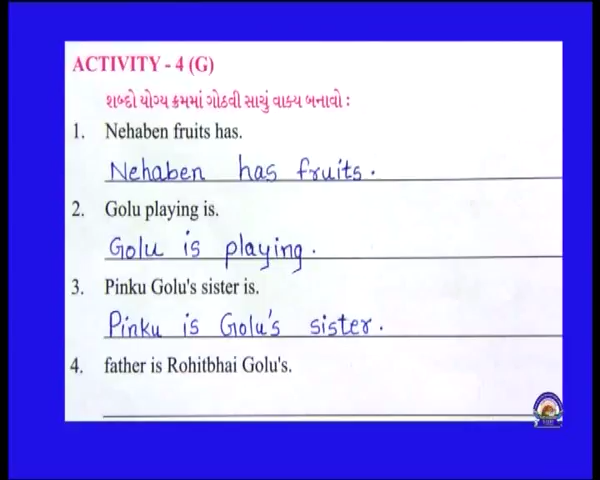 ACTIVITY - 4 (G)
શબ્દો યોગ્ય ક્રમમાં ગોઠવી સાચું વાક્ય બનાવો :
1. Nehaben fruits has.
Nehaben has fruits.
2. Golu playing is.
Golu is playing.
3. Pinku Golu's sister is.
Pinku is Golu's sister.
4. father is Rohitbhai Golu's.